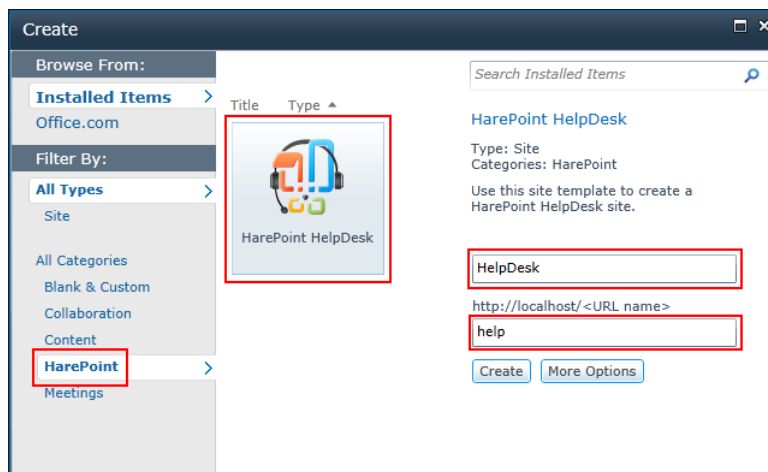 Create
Browse From:
Installed Items
Office.com
Filter By:
All Types
Site
All Categories
Blank & Custom
Collaboration
Content
HarePoint
Meetings
Title Type
HarePoint HelpDesk
Search Installed Items
HarePoint HelpDesk
Type: Site
Categories: HarePoint
Use this site template to create a
HarePoint HelpDesk site.
HelpDesk
http://localhost/<URL name>
help
Create More Options